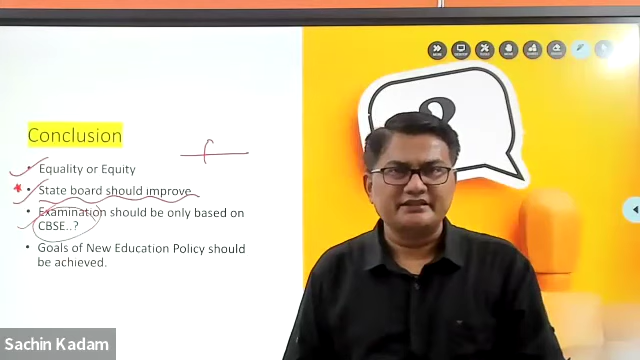 Conclusion
• Equality or Equity
• State board should improve
• Examination should be only based on
CBSE..?
• Goals of New Education Policy should
be achieved.
?
Sachin Kadam